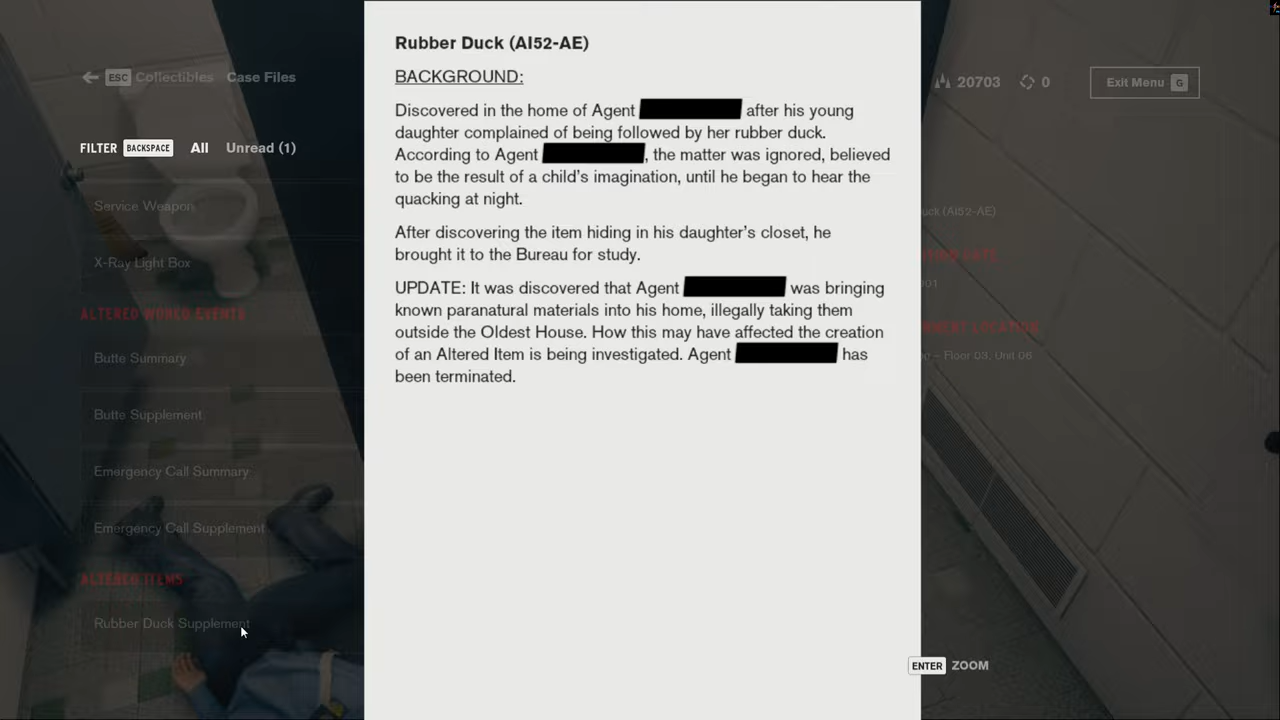 Rubber Duck (AI52-AE)
BACKGROUND:
Discovered in the home of Agent after his young
daughter complained of being followed by her rubber duck.
According to Agent , the matter was ignored, believed
to be the result of a child's imagination, until he began to hear the
quacking at night.
After discovering the item hiding in his daughter's closet, he
brought it to the Bureau for study.
UPDATE: It was discovered that Agent was bringing
known paranatural materials into his home, illegally taking them
outside the Oldest House. How this may have affected the creation
of an Altered Item is being investigated. Agent has
been terminated.
ESC Collectibles Case Files
FILTER BACKSPACE All Unread (1)
Service Weapon
X-Ray Light Box
ALTERED WORLD EVENTS
Butte Summary
Butte Supplement
Emergency Call Summary
Emergency Call Supplement
ALTERED ITEMS
Rubber Duck Supplement
20703 0
Exit Menu G
(AI52-AE)
– Floor 03, Unit 06
ENTER ZOOM